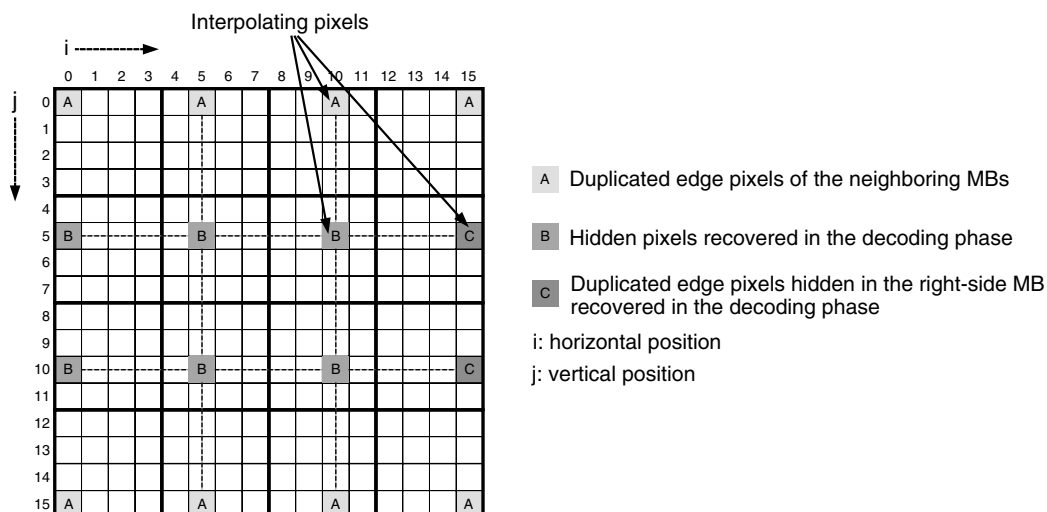 Interpolating pixels
i
0 1 2 3 4 5 6 7 8 9 10 11 12 13 14 15
j
0 A A A A
1
2
3
4
5 B B B C
6
7
8
9
10 B B B C
11
12
13
14
15 A A A A
A Duplicated edge pixels of the neighboring MBs
B Hidden pixels recovered in the decoding phase
C Duplicated edge pixels hidden in the right-side MB
recovered in the decoding phase
i: horizontal position
j: vertical position